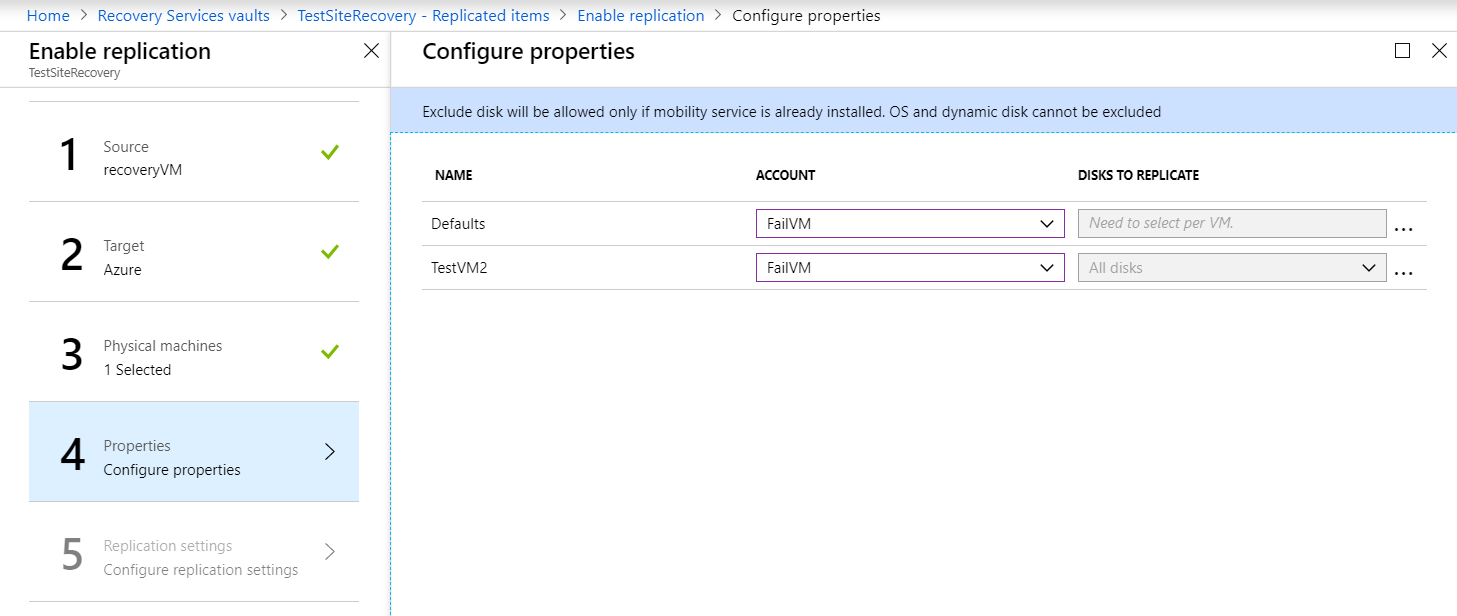 Home > Recovery Services vaults > TestSiteRecovery - Replicated items > Enable replication > Configure properties
Enable replication
TestSiteRecovery
1
Source
recoveryVM
2
Target
Azure
3
Physical machines
1 Selected
4
Properties
Configure properties
5
Replication settings
Configure replication settings
Configure properties
Exclude disk will be allowed only if mobility service is already installed. OS and dynamic disk cannot be excluded
NAME ACCOUNT DISKS TO REPLICATE
Defaults FailVM Need to select per VM. ...
TestVM2 FailVM All disks ...